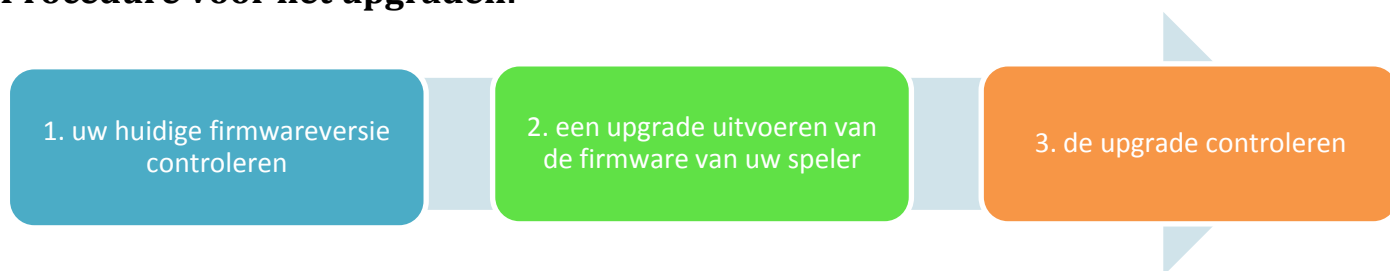 Procedure voor het upgraden:
1. uw huidige firmwareversie
controleren
2. een upgrade uitvoeren van
de firmware van uw speler
3. de upgrade controleren